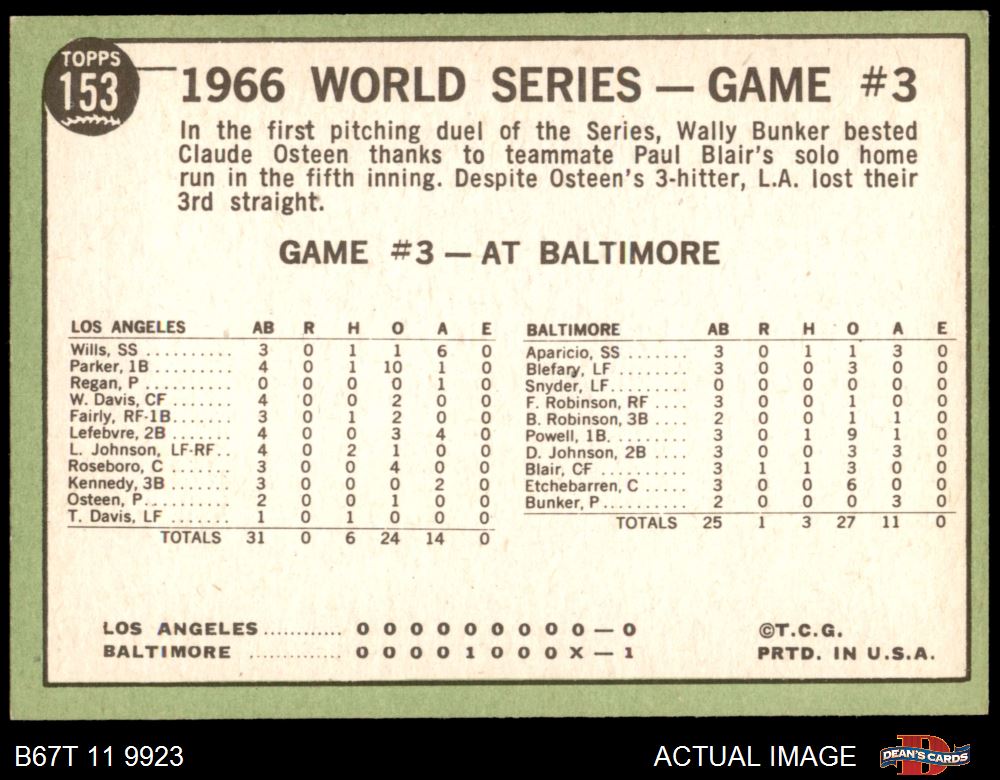 TOPPS
153
1966 WORLD SERIES — GAME #3
In the first pitching duel of the Series, Wally Bunker bested
Claude Osteen thanks to teammate Paul Blair's solo home
run in the fifth inning. Despite Osteen's 3-hitter, L.A. lost their
3rd straight.
GAME #3 — AT BALTIMORE
LOS ANGELES AB R H O A E
Wills, SS .......... 3 0 1 1 6 0
Parker, 1B .......... 4 0 1 10 1 0
Regan, P .......... 0 0 0 0 1 0
W. Davis, CF ....... 4 0 0 2 0 0
Fairly, RF-1B....... 3 0 1 2 0 0
Lefebvre, 2B ....... 4 0 0 3 4 0
L. Johnson, LF-RF.. 4 0 2 1 0 0
Roseboro, C ........ 3 0 0 4 0 0
Kennedy, 3B ........ 3 0 0 0 2 0
Osteen, P.......... 2 0 0 1 0 0
T. Davis, LF ....... 1 0 1 0 0 0
TOTALS 31 0 6 24 14 0
BALTIMORE AB R H O A E
Aparicio, SS ....... 3 0 1 1 3 0
Blefary, LF ........ 3 0 0 3 0 0
Snyder, LF......... 0 0 0 0 0 0
F. Robinson, RF .... 3 0 0 1 0 0
B. Robinson, 3B .... 2 0 0 1 1 0
Powell, 1B......... 3 0 1 9 1 0
D. Johnson, 2B .... 3 0 0 3 3 0
Blair, CF .......... 3 1 1 3 0 0
Etchebarren, C ..... 3 0 0 6 0 0
Bunker, P.......... 2 0 0 0 3 0
TOTALS 25 1 3 27 11 0
LOS ANGELES ............ 0 0 0 0 0 0 0 0 0 — 0
BALTIMORE .............. 0 0 0 0 1 0 0 0 X — 1
©T.C.G.
PRTD. IN U.S.A.
B67T 11 9923
ACTUAL IMAGE
D
DEAN'S CARDS